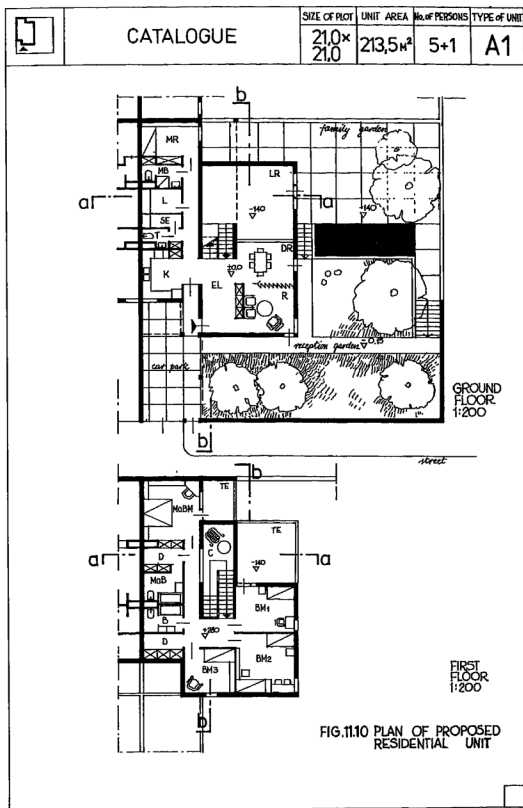 CATALOGUE
SIZE OF PLOT
21,0×
21,0
UNIT AREA
213,5 M²
No. of PERSONS
5+1
TYPE OF UNIT
A1
b
family garden
MR
LR
MB
a
L
-140
a
-140
SE
T
DR
K
±0,0
EL
R
reception garden -0,15
car park
GROUND
FLOOR
1:200
b
street
b
TE
MaBM
TE
C
a
D
a
-140
MaB
BM1
B
+280
D
BM2
BM3
FIRST
FLOOR
1:200
b
FIG.11.10 PLAN OF PROPOSED
RESIDENTIAL UNIT